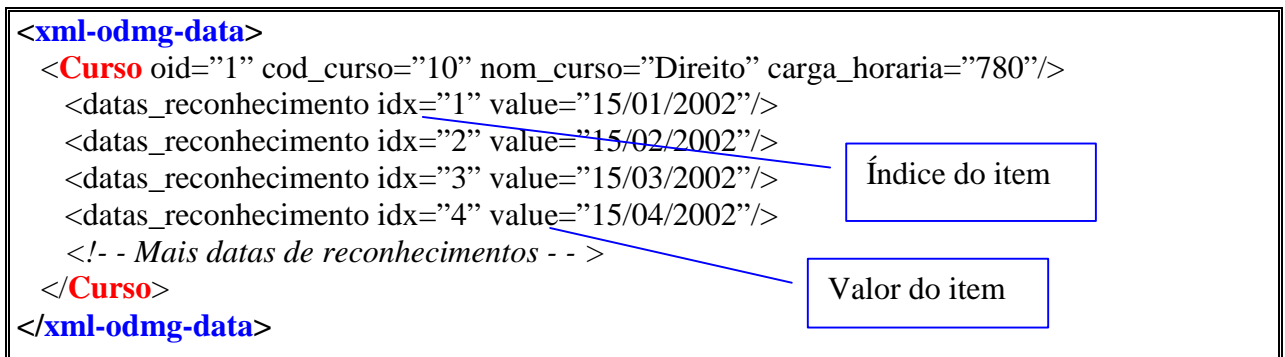 <xml-odmg-data>
<Curso oid=”1” cod_curso=”10” nom_curso=”Direito” carga_horaria=”780”/>
<datas_reconhecimento idx=”1” value=”15/01/2002”/>
<datas_reconhecimento idx=”2” value=”15/02/2002”/>
<datas_reconhecimento idx=”3” value=”15/03/2002”/>
<datas_reconhecimento idx=”4” value=”15/04/2002”/>
<!- - Mais datas de reconhecimentos - - >
</Curso>
</xml-odmg-data>
Índice do item
Valor do item